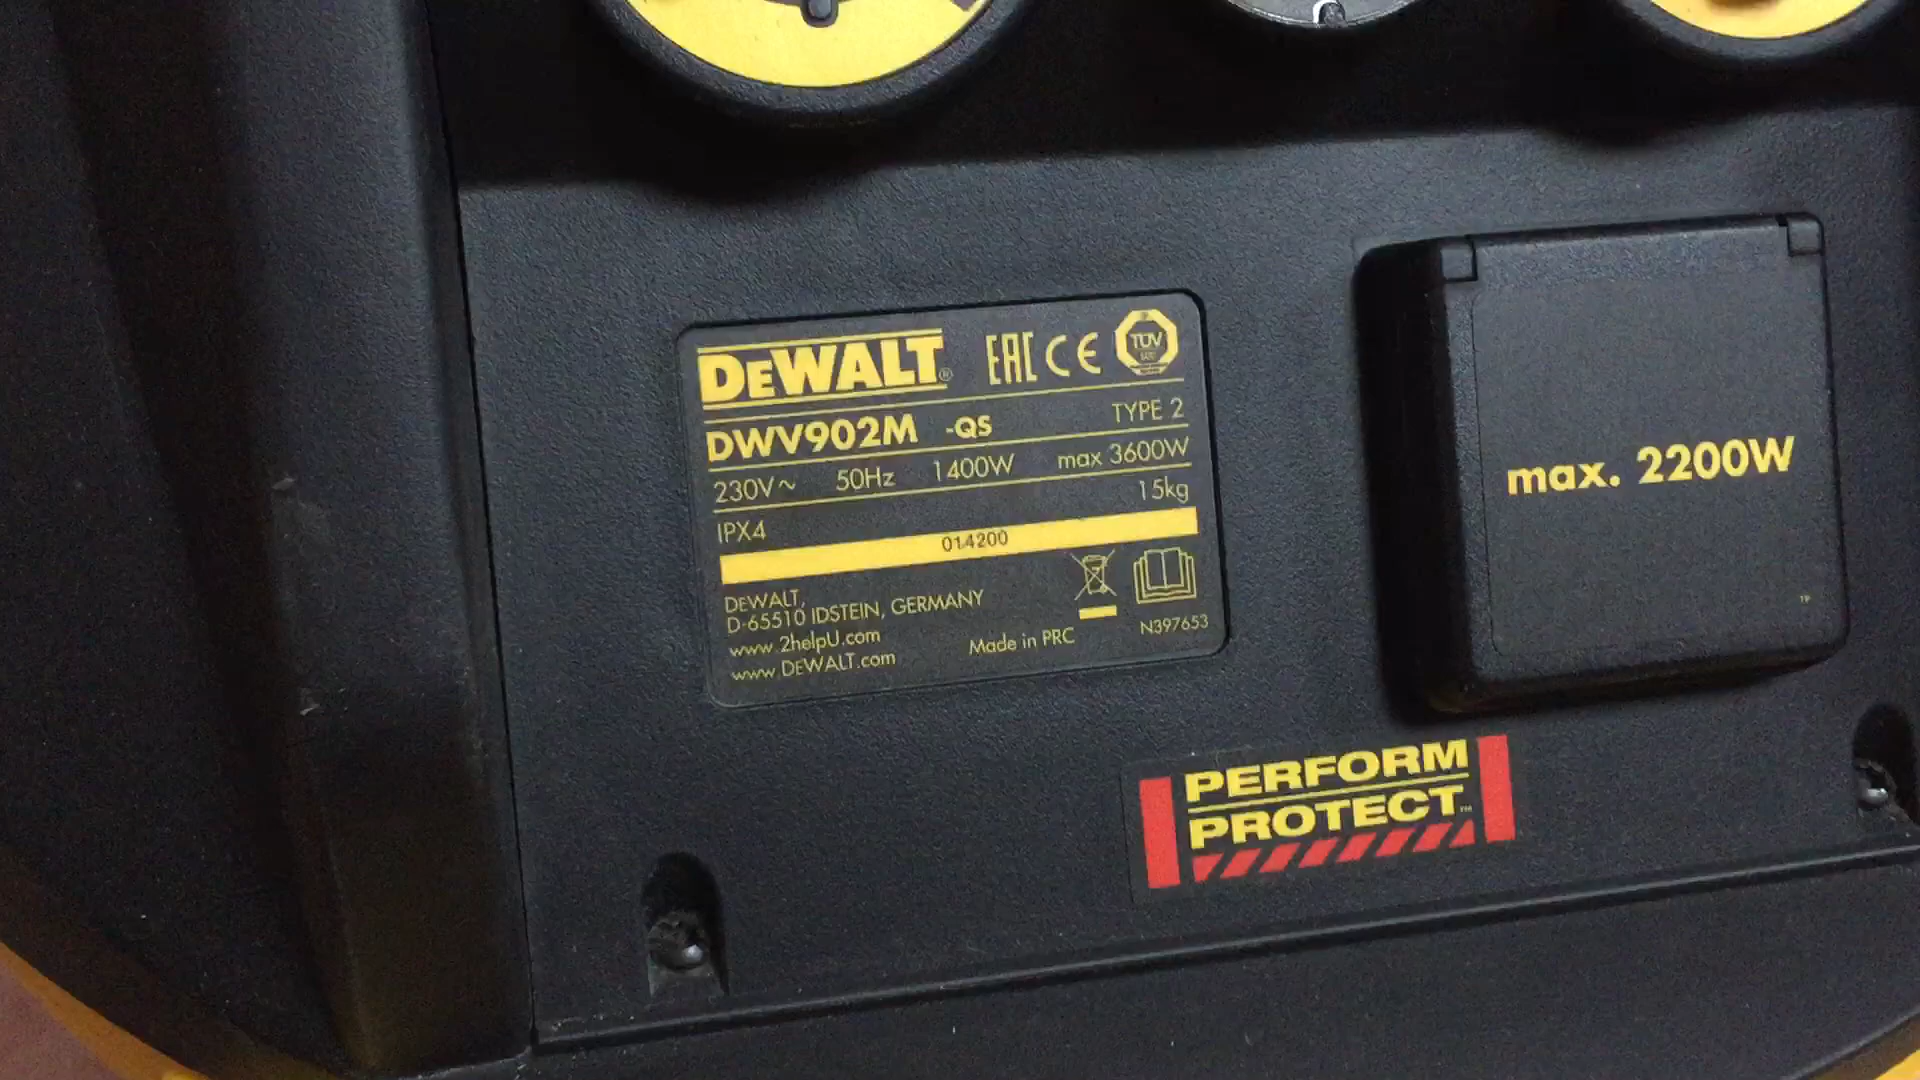 DeWALT®
EAC CE TÜV
DWV902M -QS TYPE 2
230V~ 50Hz 1400W max 3600W
IPX4 15kg
014200
DeWALT,
D-65510 IDSTEIN, GERMANY
www.2helpU.com
www.DeWALT.com
Made in PRC
N397653
max. 2200W
PERFORM
PROTECT™